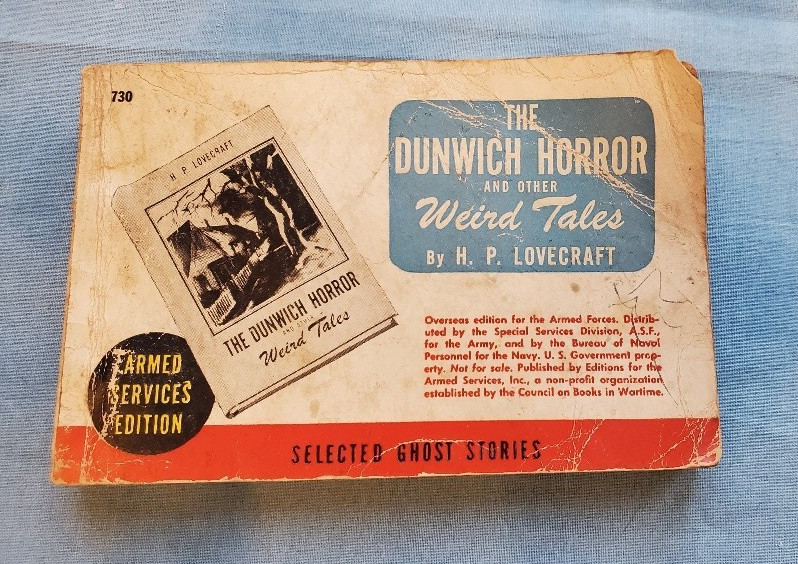 730
H P LOVECRAFT
THE DUNWICH HORROR
AND OTHER
Weird Tales
THE
DUNWICH HORROR
AND OTHER
Weird Tales
By H. P. LOVECRAFT
Overseas edition for the Armed Forces. Distrib-
uted by the Special Services Division, A.S.F.,
for the Army, and by the Bureau of Naval
Personnel for the Navy. U. S. Government prop-
erty. Not for sale. Published by Editions for the
Armed Services, Inc., a non-profit organization
established by the Council on Books in Wartime.
ARMED
SERVICES
EDITION
SELECTED GHOST STORIES